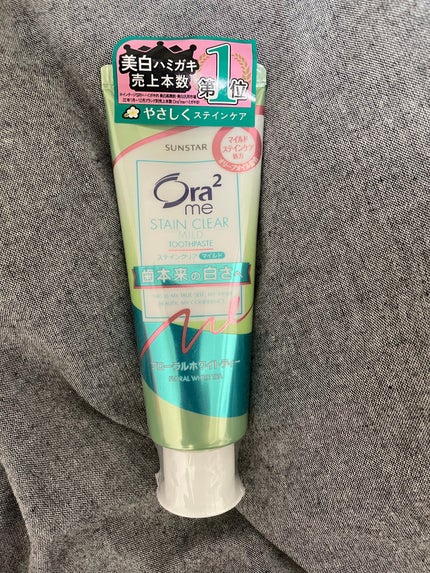 美白ハミガキ
売上本数
第1位
やさしくステインケア
SUNSTAR
マイルド
ステインケア
処方
Ora2
me
STAIN CLEAR
MILD
TOOTHPASTE
ステインクリア マイルド
歯本来の白さへ
フローラルホワイトティー
FLORAL WHITE TEA